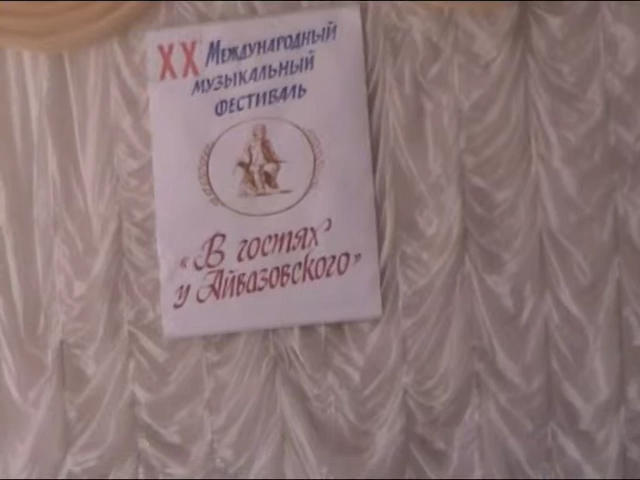 XX Международный
музыкальный
фестиваль
«В гостях
у Айвазовского»